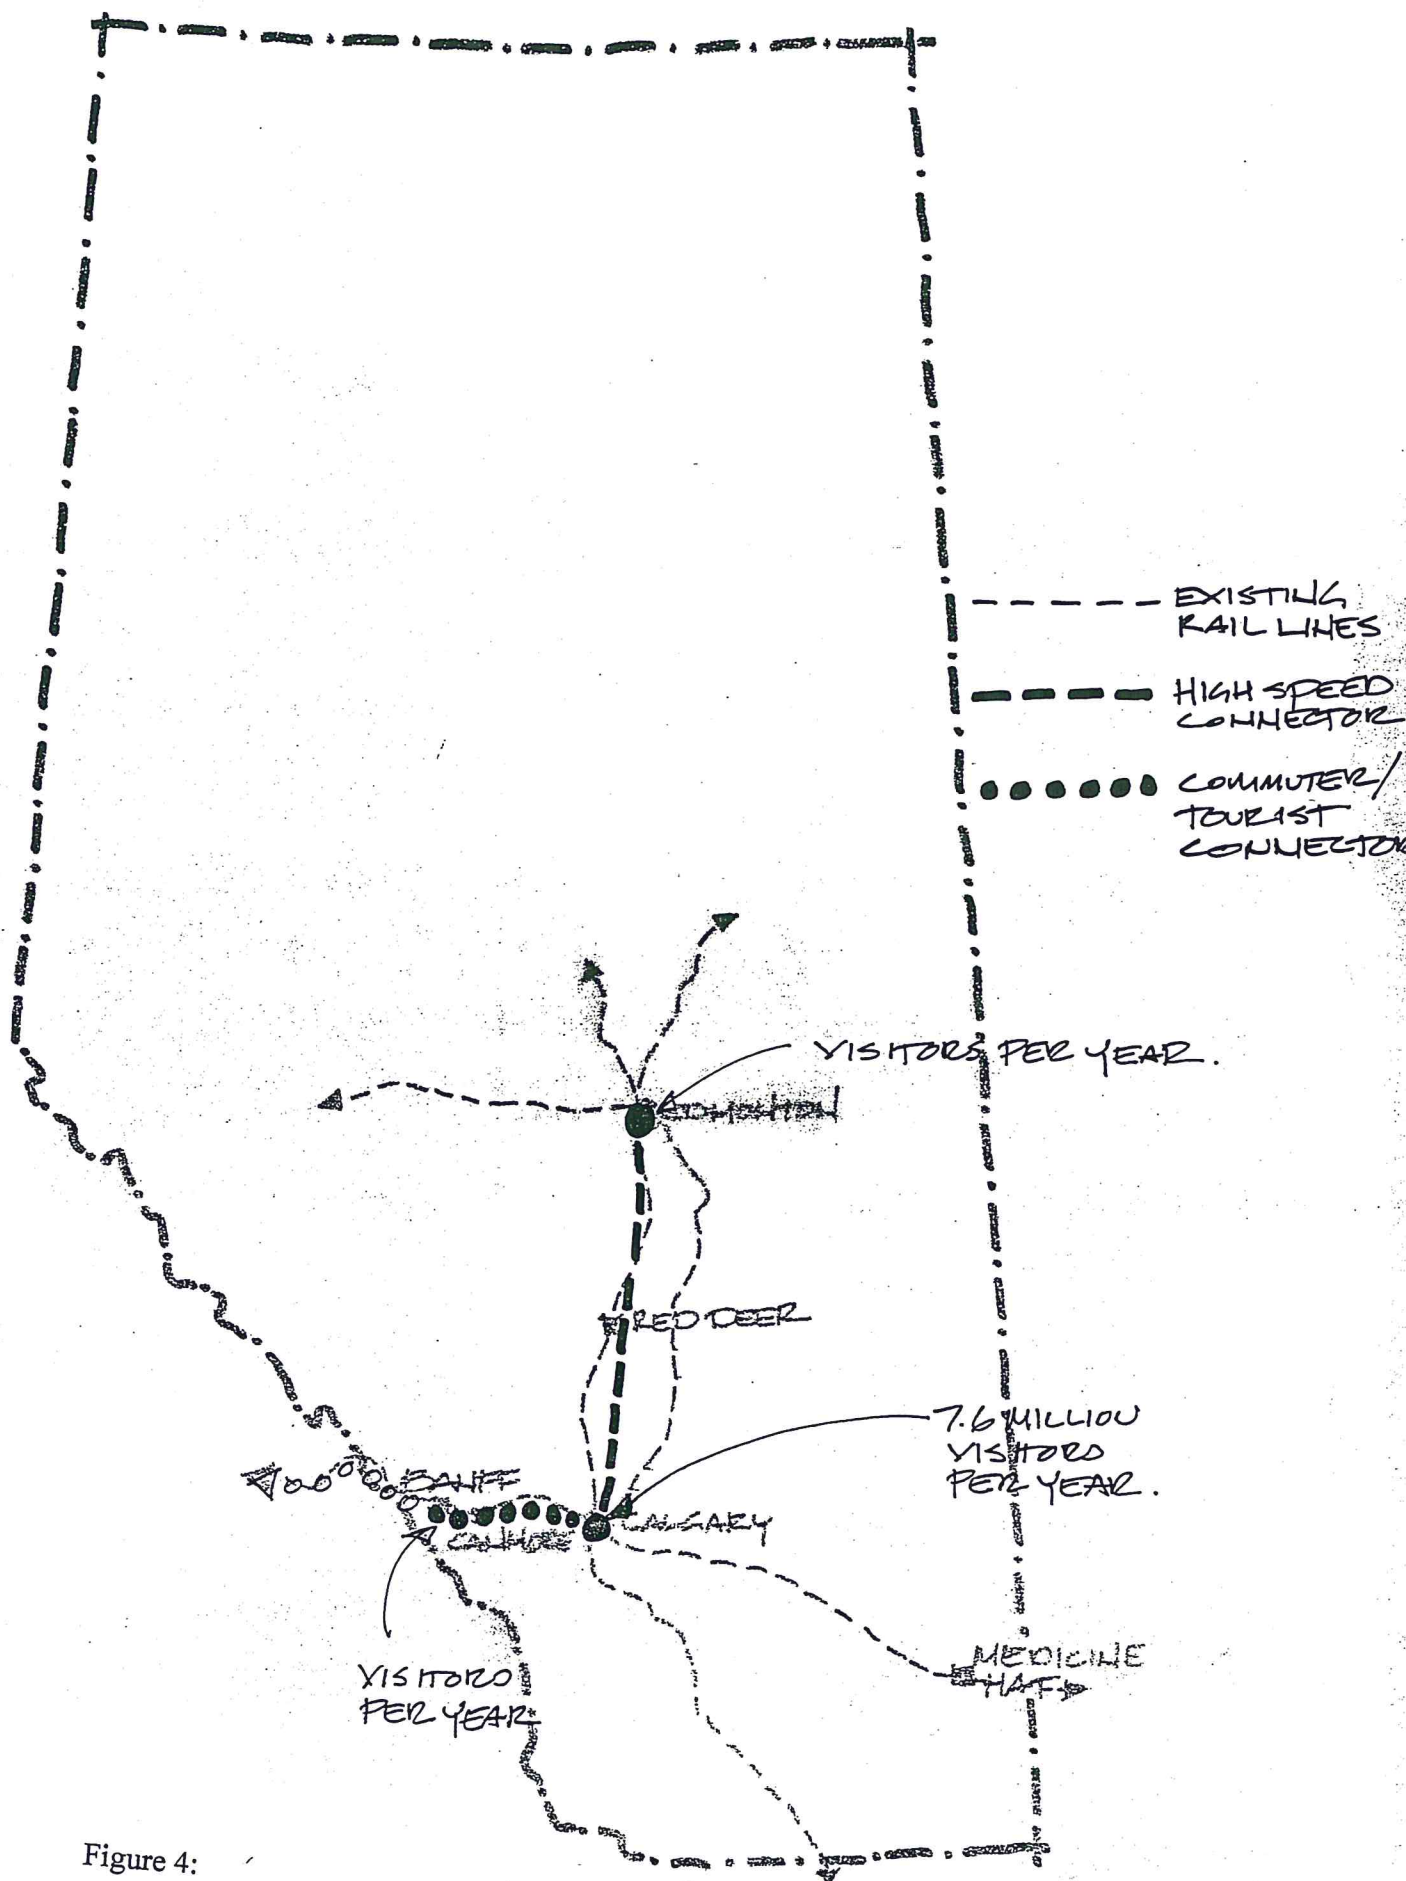 EXISTING
RAIL LINES
HIGH SPEED
CONNECTOR
COMMUTER/
TOURIST
CONNECTOR
VISITORS PER YEAR.
EDMONTON
RED DEER
7.6 MILLION
VISITORS
PER YEAR.
BANFF
CALGARY
CANMORE
MEDICINE
HAT
VISITORS
PER YEAR
Figure 4: